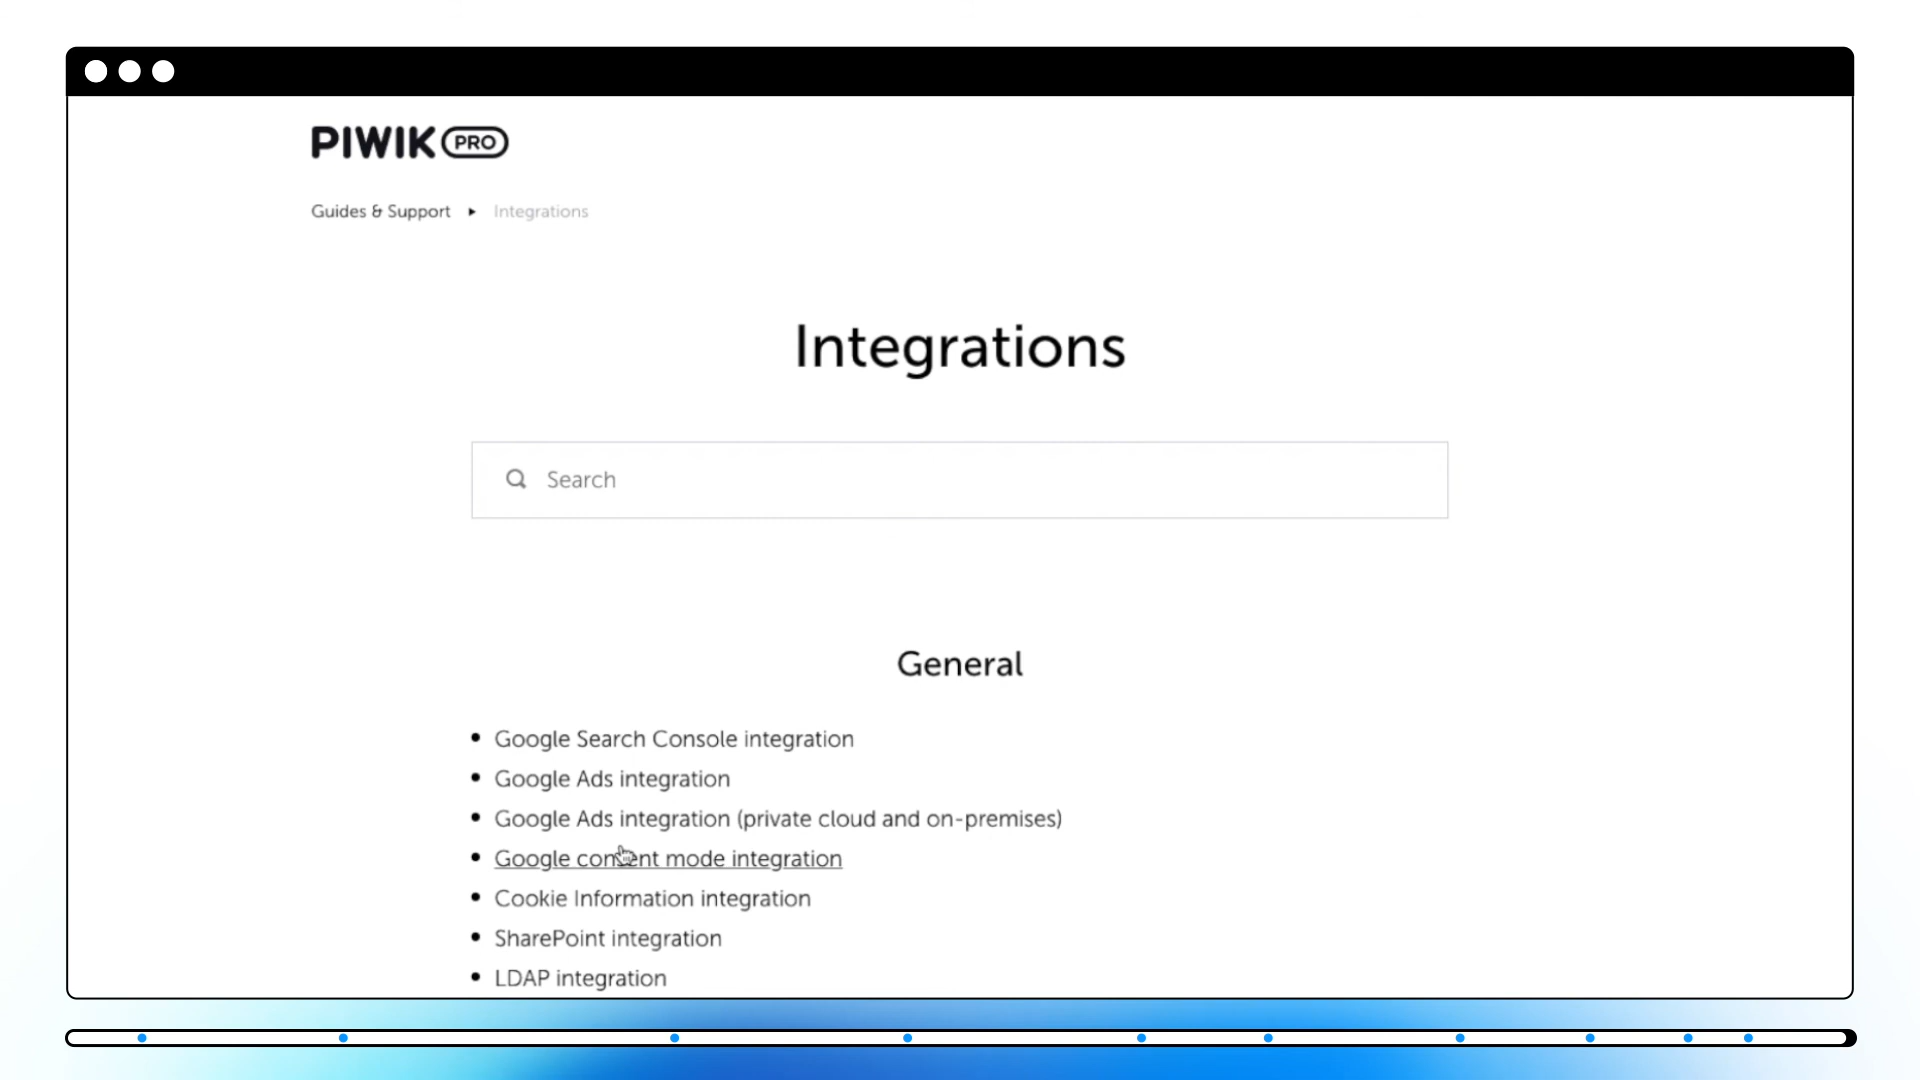 PIWIK PRO
Guides & Support ▸ Integrations
Integrations
Search
General
• Google Search Console integration
• Google Ads integration
• Google Ads integration (private cloud and on-premises)
• Google consent mode integration
• Cookie Information integration
• SharePoint integration
• LDAP integration